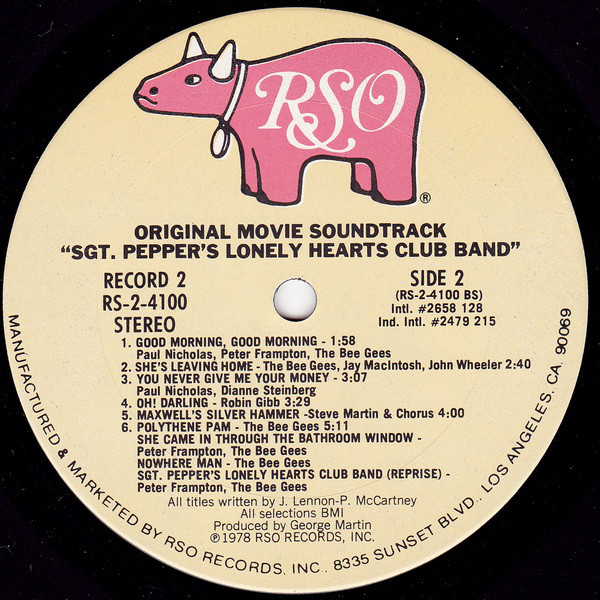 RSO
®
ORIGINAL MOVIE SOUNDTRACK
"SGT. PEPPER'S LONELY HEARTS CLUB BAND"
RECORD 2
RS-2-4100
STEREO
SIDE 2
(RS-2-4100 BS)
Intl. #2658 128
Ind. Intl. #2479 215
1. GOOD MORNING, GOOD MORNING - 1:58
Paul Nicholas, Peter Frampton, The Bee Gees
2. SHE'S LEAVING HOME - The Bee Gees, Jay MacIntosh, John Wheeler 2:40
3. YOU NEVER GIVE ME YOUR MONEY - 3:07
Paul Nicholas, Dianne Steinberg
4. OH! DARLING - Robin Gibb 3:29
5. MAXWELL'S SILVER HAMMER -Steve Martin & Chorus 4:00
6. POLYTHENE PAM - The Bee Gees 5:11
SHE CAME IN THROUGH THE BATHROOM WINDOW -
Peter Frampton, The Bee Gees
NOWHERE MAN - The Bee Gees
SGT. PEPPER'S LONELY HEARTS CLUB BAND (REPRISE) -
Peter Frampton, The Bee Gees
All titles written by J. Lennon-P. McCartney
All selections BMI
Produced by George Martin
℗1978 RSO RECORDS, INC.
MANUFACTURED & MARKETED BY RSO RECORDS, INC., 8335 SUNSET BLVD., LOS ANGELES, CA. 90069